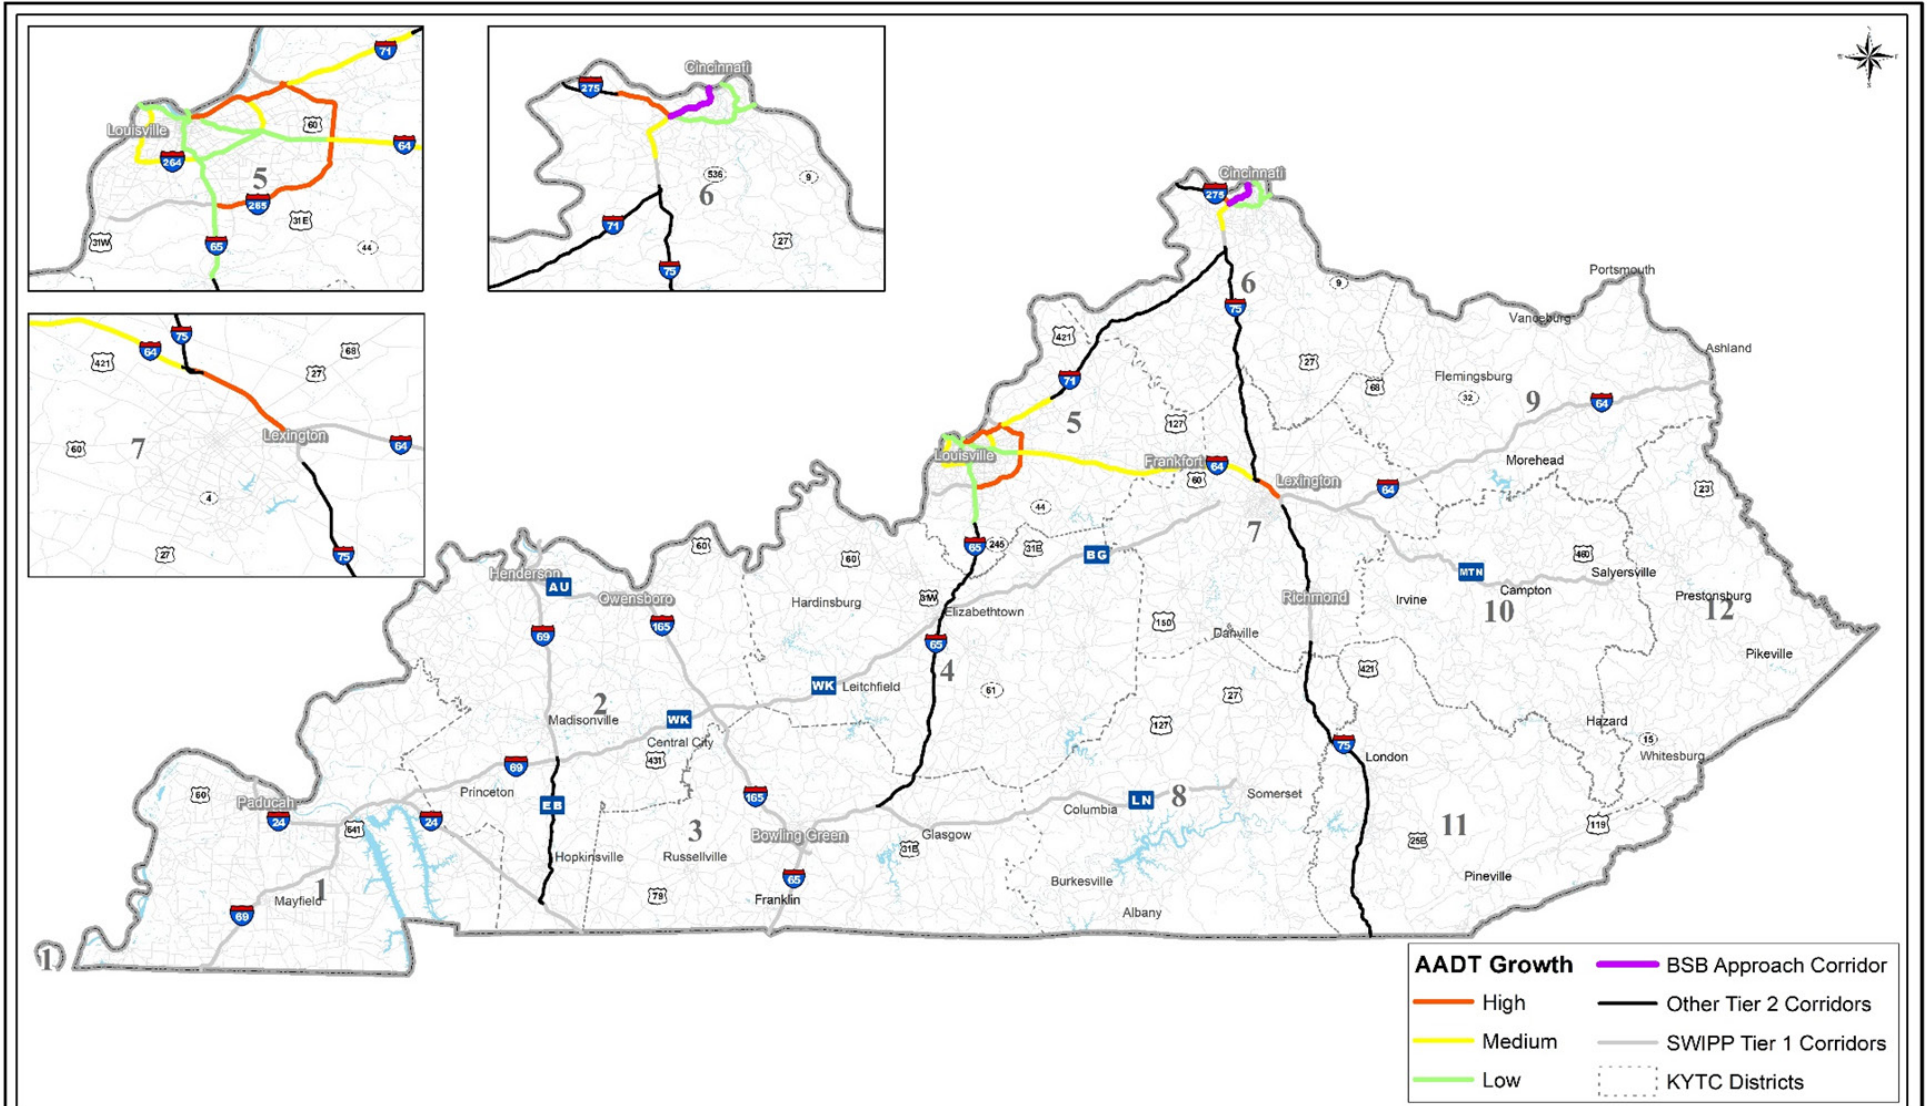 71
Louisville
60
64
264
5
265
31E
31W
65
44
Cincinnati
275
536
9
6
71
27
75
75
64
421
68
27
7
60
Lexington
64
4
27
75
Cincinnati
275
6
9
Portsmouth
75
Vanceburg
421
Ashland
27
71
Flemingsburg
68
32
9
64
5
127
Louisville
Frankfort
64
60
Lexington
Morehead
64
23
44
7
65
245
31E
BG
60
60
460
Henderson
AU
MTN
Salyersville
Owensboro
Hardinsburg
31W
Elizabethtown
Richmond
Irvine
Campton
10
Prestonsburg
12
69
165
65
150
Danville
Pikeville
4
421
WK
Leitchfield
61
27
2
Madisonville
WK
127
Hazard
Central City
75
15
431
London
Whitesburg
69
Princeton
60
Paducah
EB
165
LN
8
Somerset
Columbia
24
641
24
3
Bowling Green
Glasgow
11
119
31E
25E
Hopkinsville
Russellville
65
Burkesville
Pineville
1
Mayfield
79
Franklin
69
Albany
1
AADT Growth
High
Medium
Low
BSB Approach Corridor
Other Tier 2 Corridors
SWIPP Tier 1 Corridors
KYTC Districts